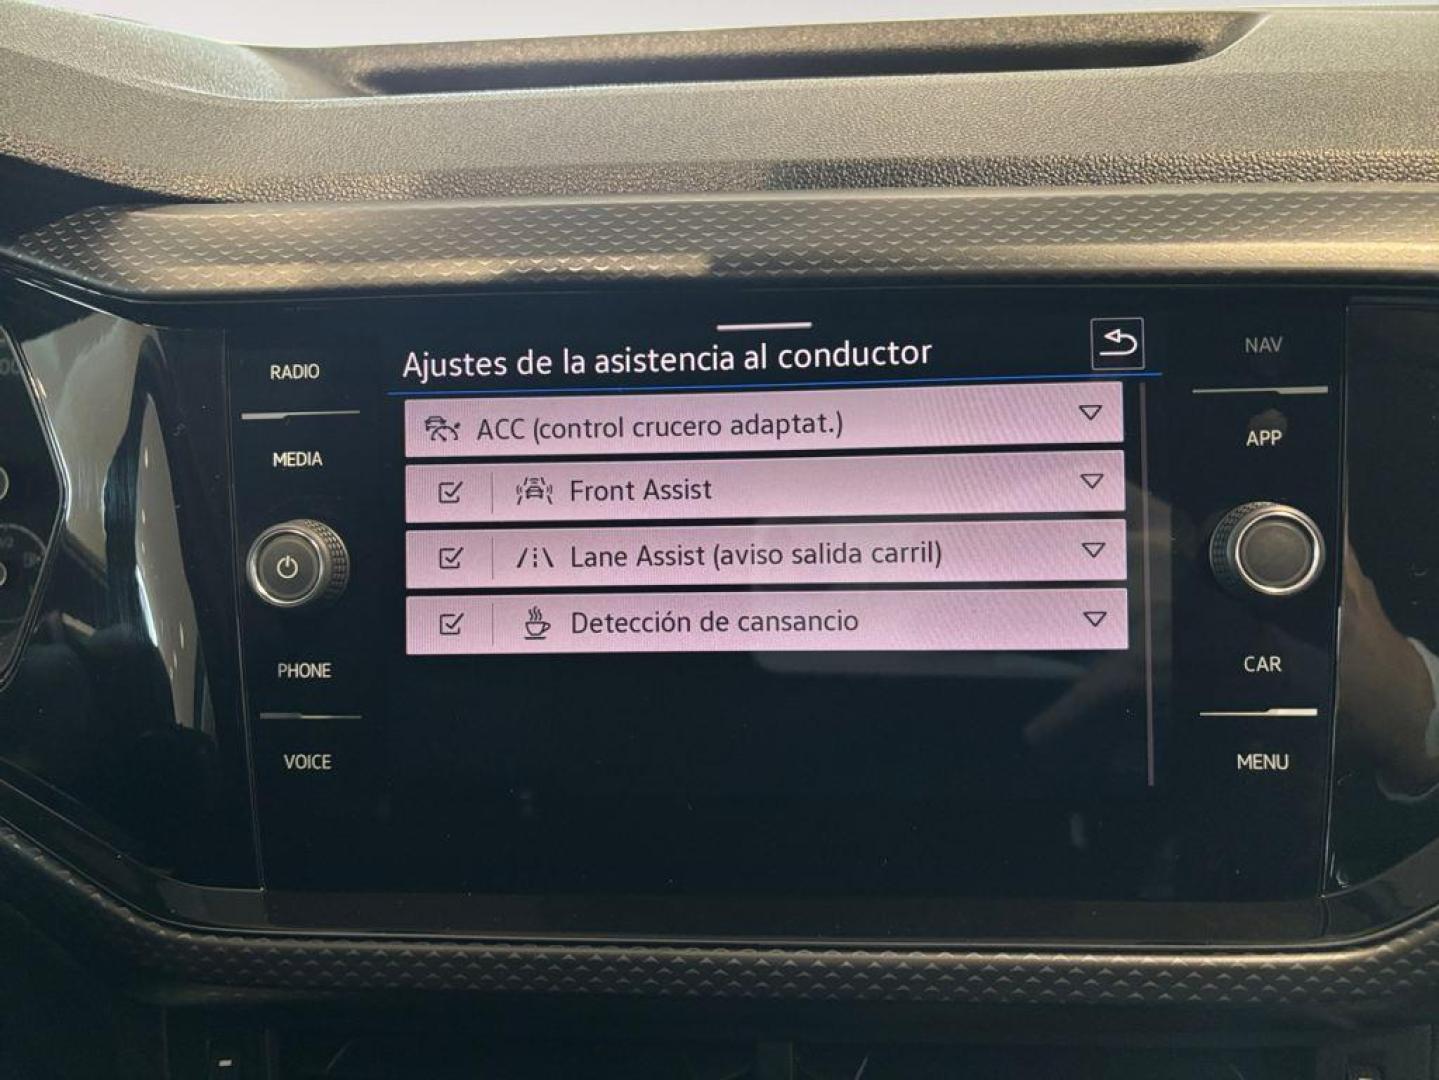 Ajustes de la asistencia al conductor
ACC (control crucero adaptat.)
Front Assist
Lane Assist (aviso salida carril)
Detección de cansancio
RADIO
MEDIA
PHONE
VOICE
NAV
APP
CAR
MENU